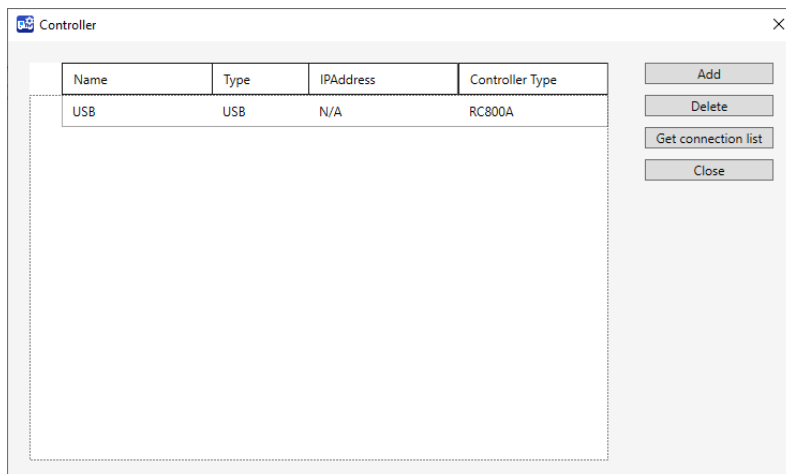 Controller
Name Type IPAddress Controller Type
USB USB N/A RC800A
Add
Delete
Get connection list
Close